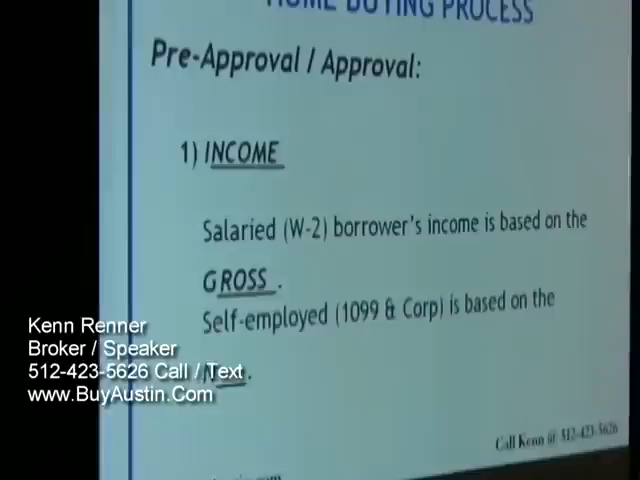 HOME BUYING PROCESS
Pre-Approval / Approval:
1) INCOME
Salaried (W-2) borrower's income is based on the
GROSS .
Self-employed (1099 & Corp) is based on the
N .
Kenn Renner
Broker / Speaker
512-423-5626 Call / Text
www.BuyAustin.Com
Call Kenn @ 512-423-5626